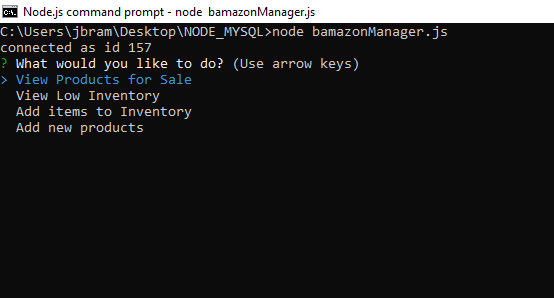 Node.js command prompt - node  bamazonManager.js
C:\Users\jbram\Desktop\NODE_MYSQL>node bamazonManager.js
connected as id 157
? What would you like to do? (Use arrow keys)
> View Products for Sale
  View Low Inventory
  Add items to Inventory
  Add new products